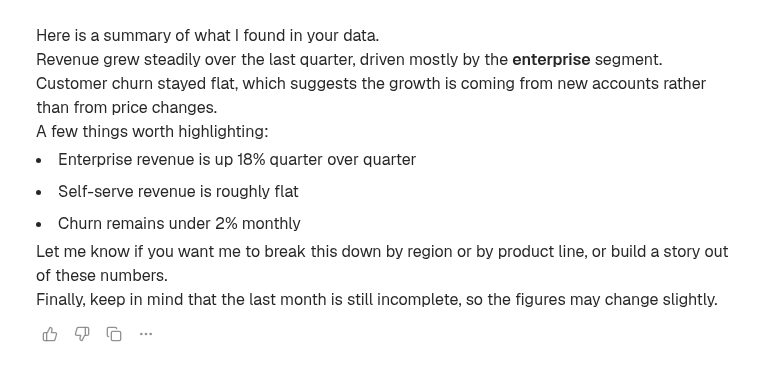 Here is a summary of what I found in your data.
Revenue grew steadily over the last quarter, driven mostly by the enterprise segment.
Customer churn stayed flat, which suggests the growth is coming from new accounts rather
than from price changes.
A few things worth highlighting:
• Enterprise revenue is up 18% quarter over quarter
• Self-serve revenue is roughly flat
• Churn remains under 2% monthly
Let me know if you want me to break this down by region or by product line, or build a story out
of these numbers.
Finally, keep in mind that the last month is still incomplete, so the figures may change slightly.